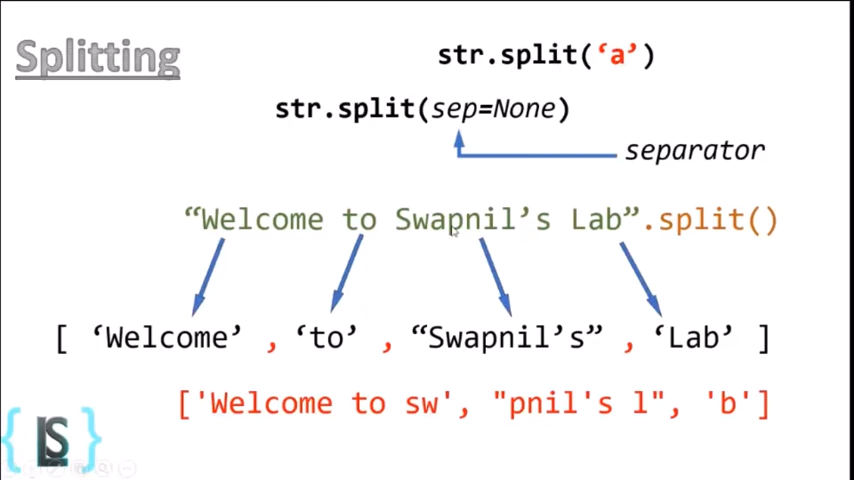 Splitting
str.split(‘a’)
str.split(sep=None)
separator
“Welcome to Swapnil’s Lab”.split()
[ ‘Welcome’ , ‘to’ , “Swapnil’s” , ‘Lab’ ]
['Welcome to sw', "pnil's l", 'b']
{LS}